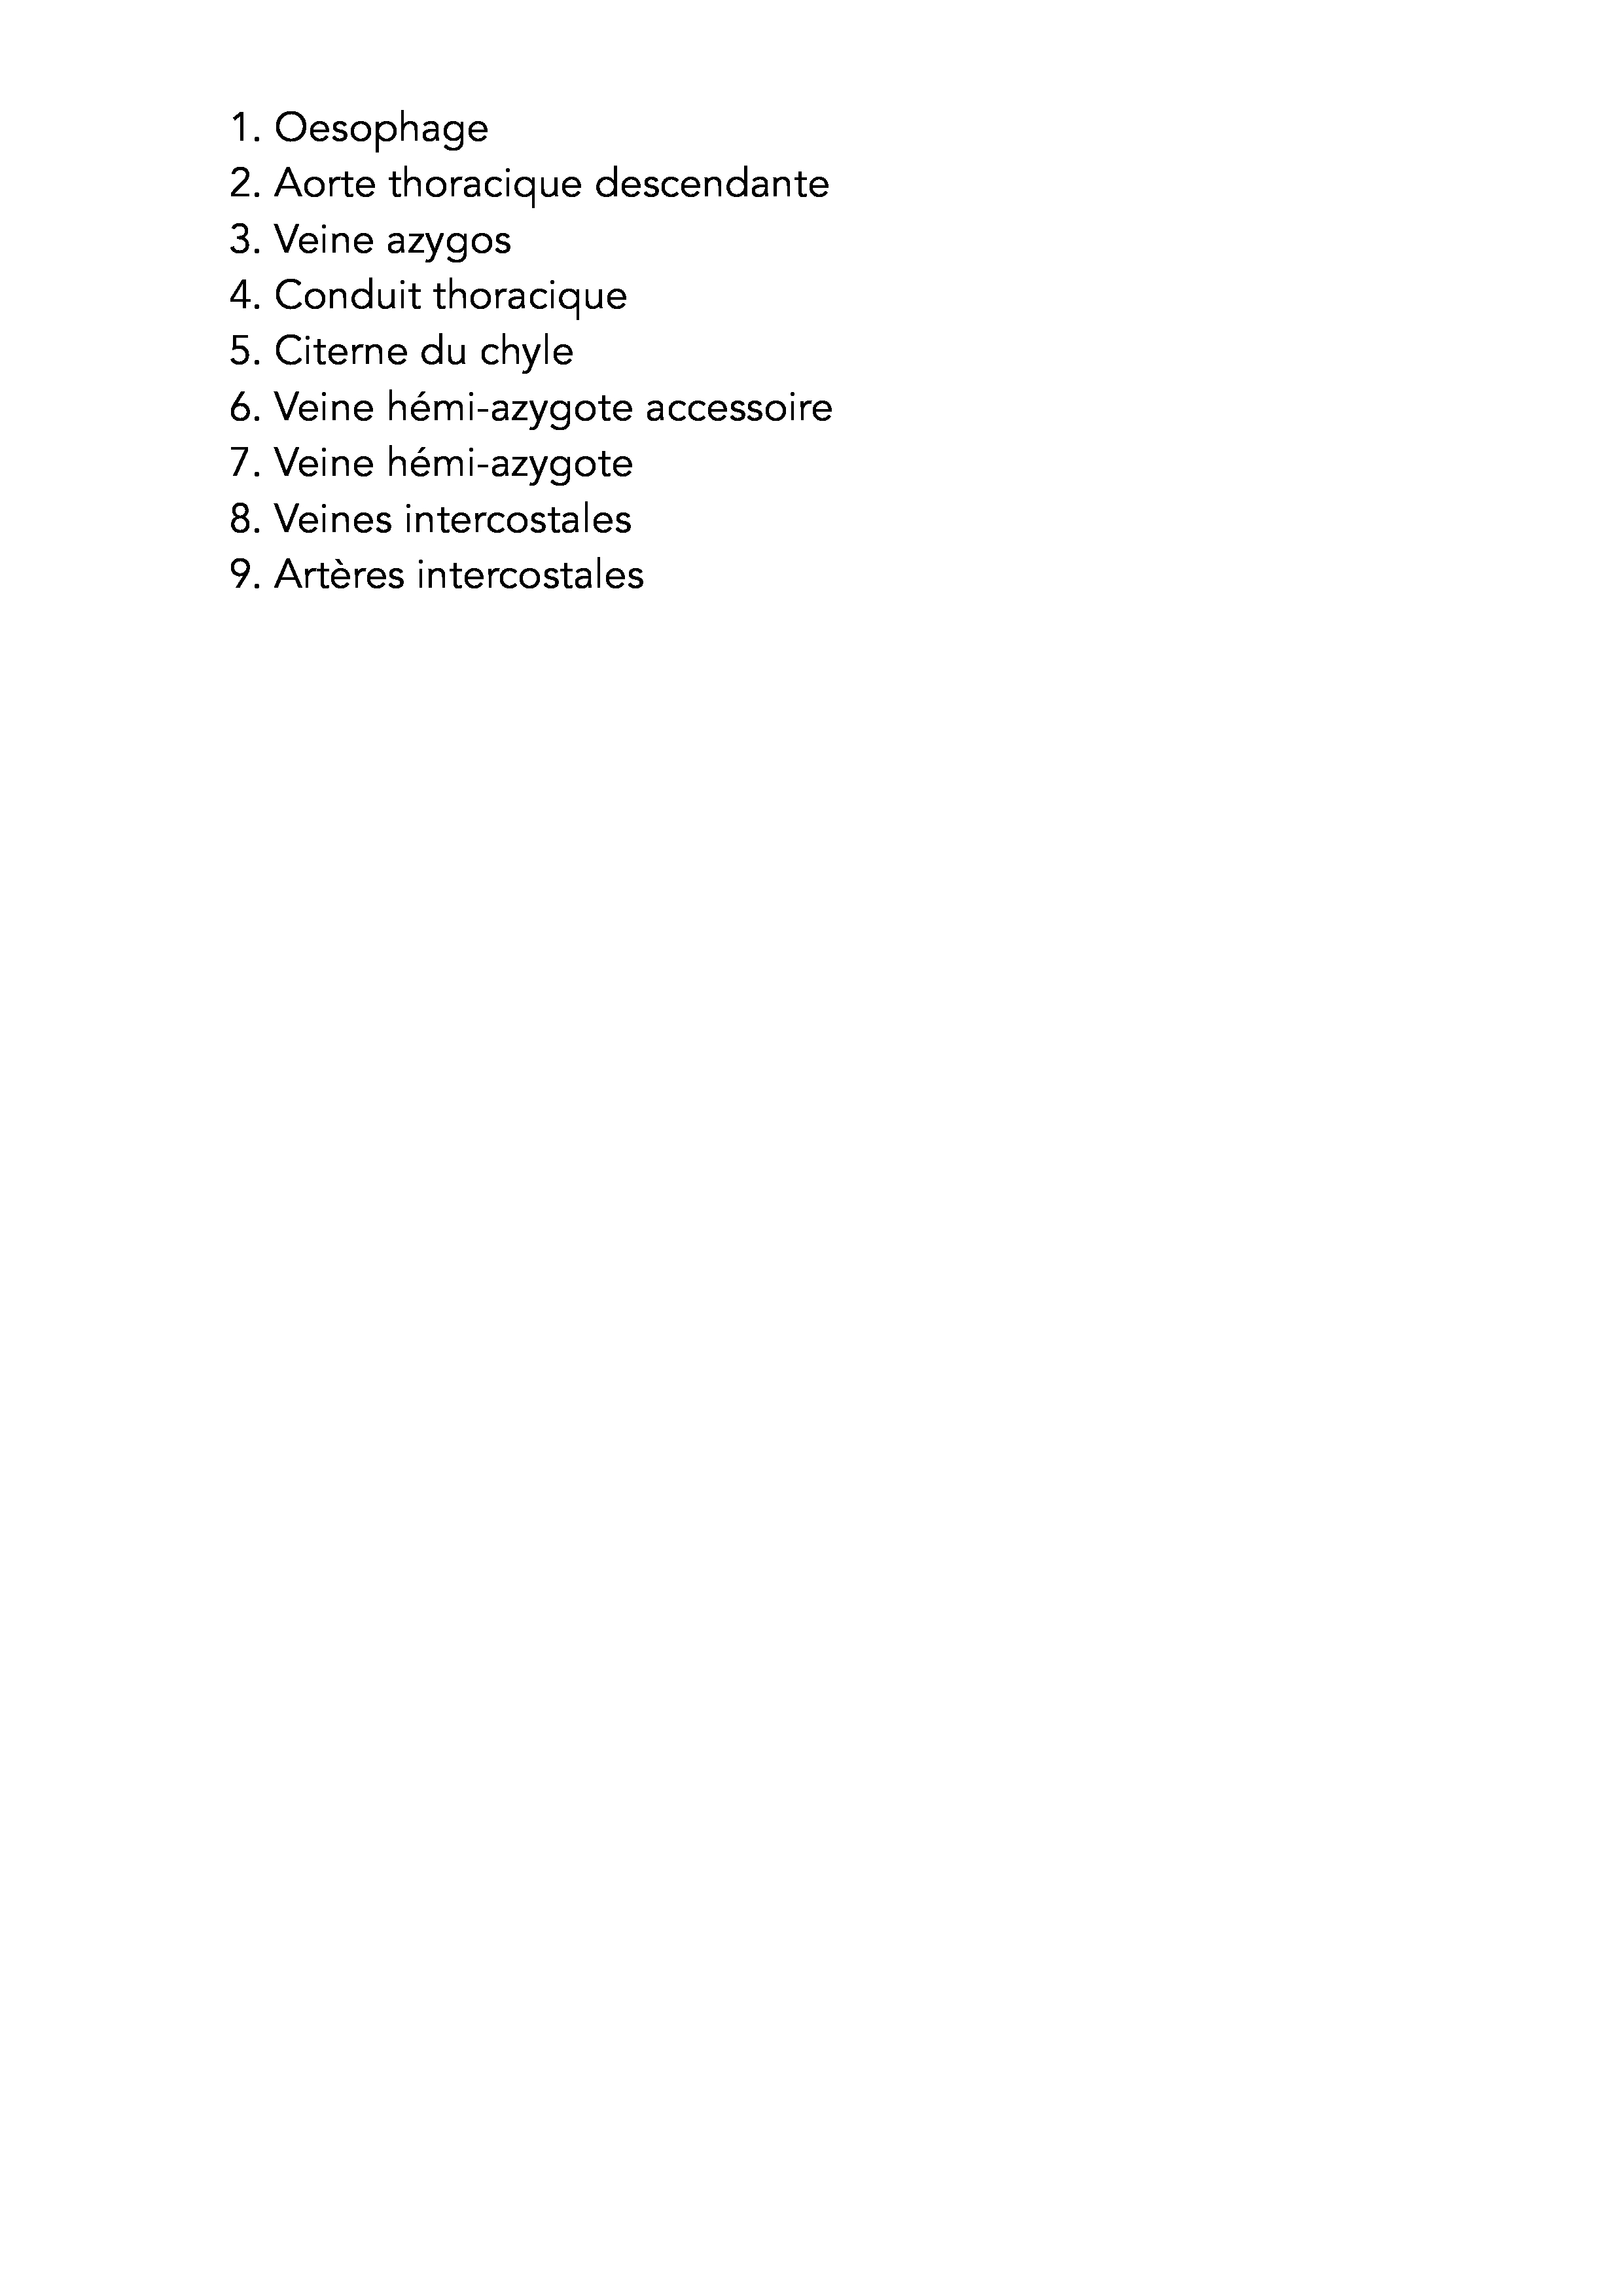 1. Oesophage
2. Aorte thoracique descendante
3. Veine azygos
4. Conduit thoracique
5. Citerne du chyle
6. Veine hémi-azygote accessoire
7. Veine hémi-azygote
8. Veines intercostales
9. Artères intercostales